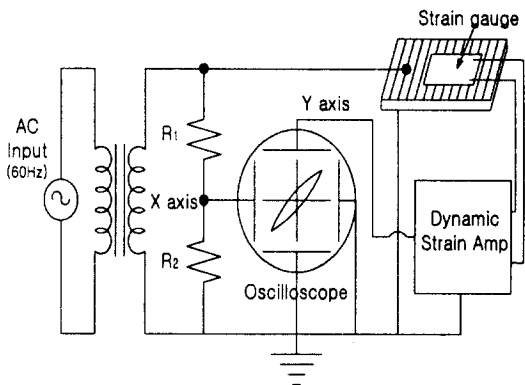 Strain gauge
Y axis
AC
Input
(60Hz)
R1
X axis
R2
Oscilloscope
Dynamic
Strain Amp